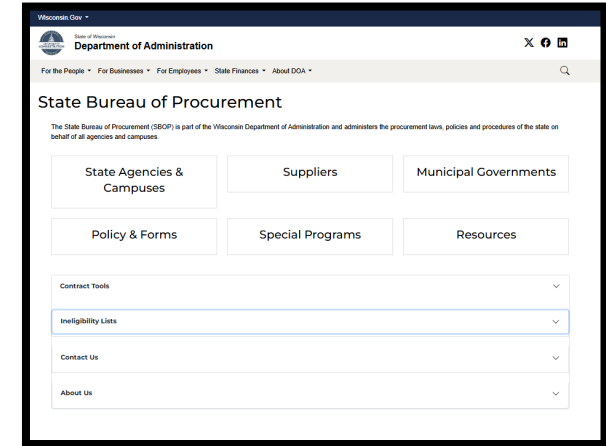 Wisconsin.Gov
State of Wisconsin
Department of Administration
For the People For Businesses For Employees State Finances About DOA
State Bureau of Procurement
The State Bureau of Procurement (SBOP) is part of the Wisconsin Department of Administration and administers the procurement laws, policies and procedures of the state on
behalf of all agencies and campuses.
State Agencies &
Campuses
Suppliers
Municipal Governments
Policy & Forms
Special Programs
Resources
Contract Tools
Ineligibility Lists
Contact Us
About Us